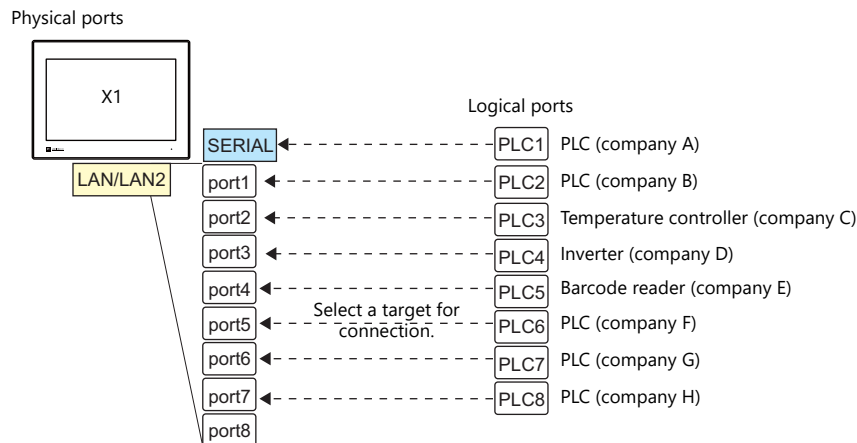 Physical ports
X1
Logical ports
SERIAL PLC1 PLC (company A)
LAN/LAN2 port1 PLC2 PLC (company B)
port2 PLC3 Temperature controller (company C)
port3 PLC4 Inverter (company D)
port4 PLC5 Barcode reader (company E)
Select a target for
connection.
port5 PLC6 PLC (company F)
port6 PLC7 PLC (company G)
port7 PLC8 PLC (company H)
port8